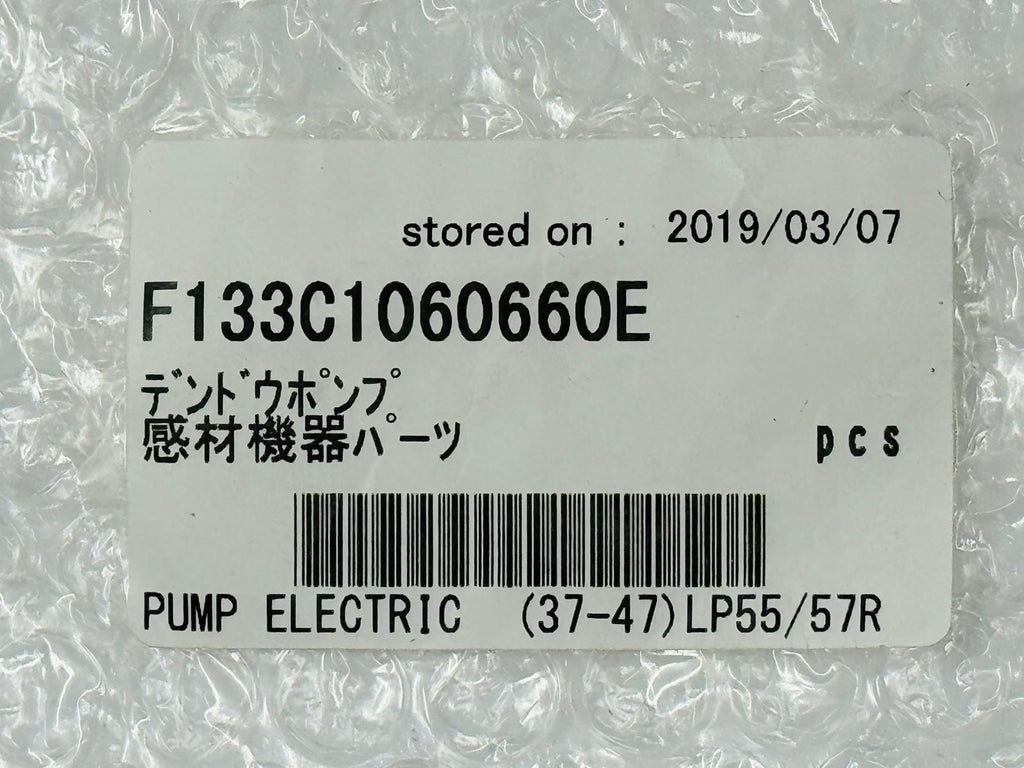 stored on : 2019/03/07
F133C1060660E
デンドウポンプ
感材機器パーツ
pcs
PUMP ELECTRIC (37-47)LP55/57R